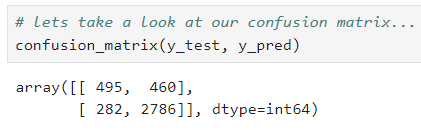 # lets take a look at our confusion matrix...
confusion_matrix(y_test, y_pred)
array([[ 495,  460],
       [ 282, 2786]], dtype=int64)